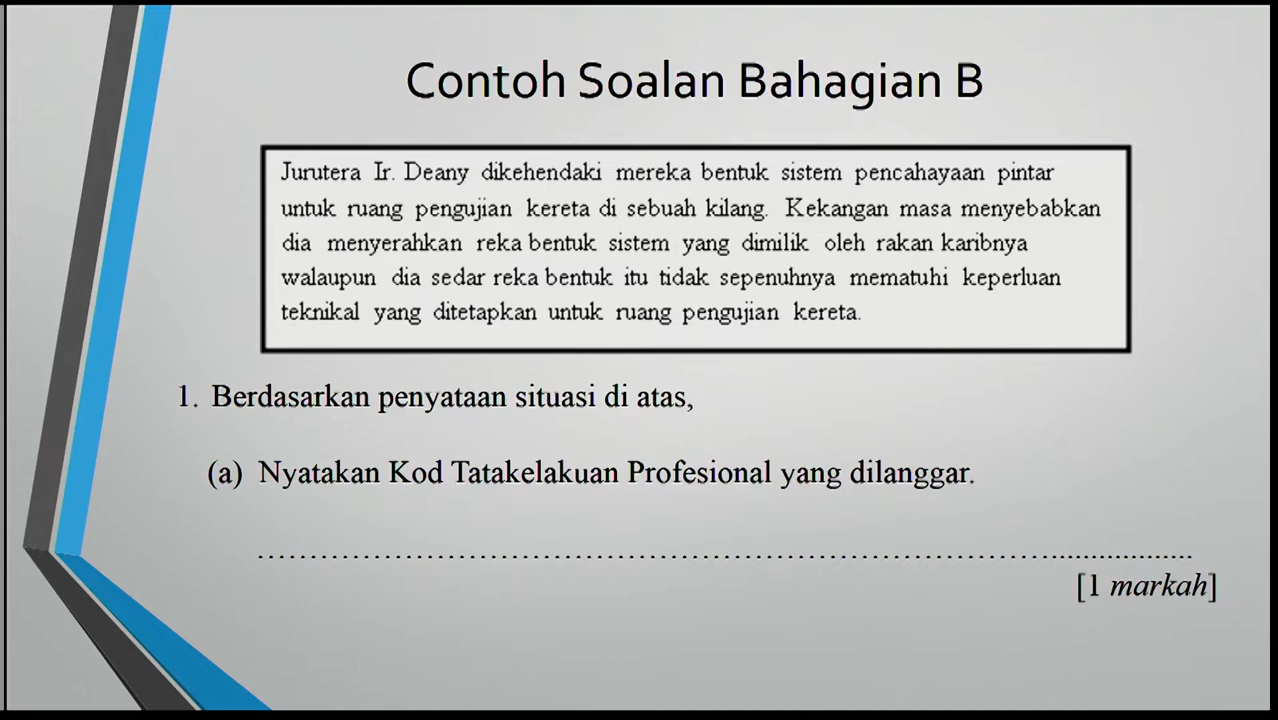 Contoh Soalan Bahagian B
Jurutera Ir. Deany dikehendaki mereka bentuk sistem pencahayaan pintar
untuk ruang pengujian kereta di sebuah kilang. Kekangan masa menyebabkan
dia menyerahkan reka bentuk sistem yang dimilik oleh rakan karibnya
walaupun dia sedar reka bentuk itu tidak sepenuhnya mematuhi keperluan
teknikal yang ditetapkan untuk ruang pengujian kereta.
1. Berdasarkan penyataan situasi di atas,
(a) Nyatakan Kod Tatakelakuan Profesional yang dilanggar.
……………………………………………………………………..................
[1 markah]